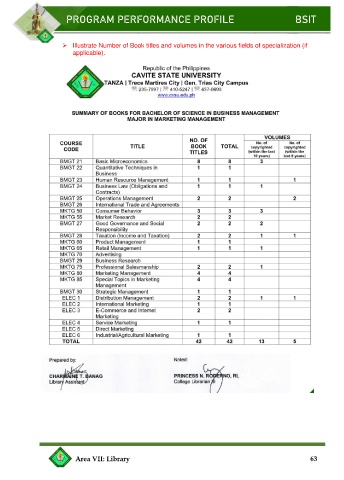 PROGRAM PERFORMANCE PROFILE BSIT
➢ Illustrate Number of Book titles and volumes in the various fields of specialization (if
applicable).
Republic of the Philippines
CAVITE STATE UNIVERSITY
TANZA | Trece Martires City | Gen. Trias City Campus
www.cvsu.edu.ph
SUMMARY OF BOOKS FOR BACHELOR OF SCIENCE IN BUSINESS MANAGEMENT
MAJOR IN MARKETING MANAGEMENT
COURSE CODE TITLE NO. OF BOOK TITLES TOTAL VOLUMES
No. of copyrighted (within the last 10 years) No. of copyrighted (within the last 5 years)
BMGT 21 Basic Microeconomics 8 8 3
BMGT 22 Quantitative Techniques in Business 1 1
BMGT 23 Human Resource Management 1 1 1
BMGT 24 Business Law (Obligations and Contracts) 1 1 1
BMGT 25 Operations Management 2 2 2
BMGT 26 International Trade and Agreements
MKTG 50 Consumer Behavior 3 3 3
MKTG 55 Market Research 2 2
BMGT 27 Good Governance and Social Responsibility 2 2 2
BMGT 28 Taxation (Income and Taxation) 2 2 1 1
MKTG 60 Product Management 1 1
MKTG 65 Retail Management 1 1 1
MKTG 70 Advertising
BMGT 29 Business Research
MKTG 75 Professional Salesmanship 2 2 1
MKTG 80 Marketing Management 4 4
MKTG 85 Special Topics in Marketing Management 4 4
BMGT 30 Strategic Management 1 1
ELEC 1 Distribution Management 2 2 1 1
ELEC 2 International Marketing 1 1
ELEC 3 E-Commerce and Internet Marketing 2 2
ELEC 4 Service Marketing 1 1
ELEC 5 Direct Marketing
ELEC 6 Industrial/Agricultural Marketing 1 1
TOTAL 42 42 13 5
Prepared by: Noted:
CHARMAINE T. BANAG PRINCESS N. RODERNO, RL
Library Assistant College Librarian III
Area VII: Library 63